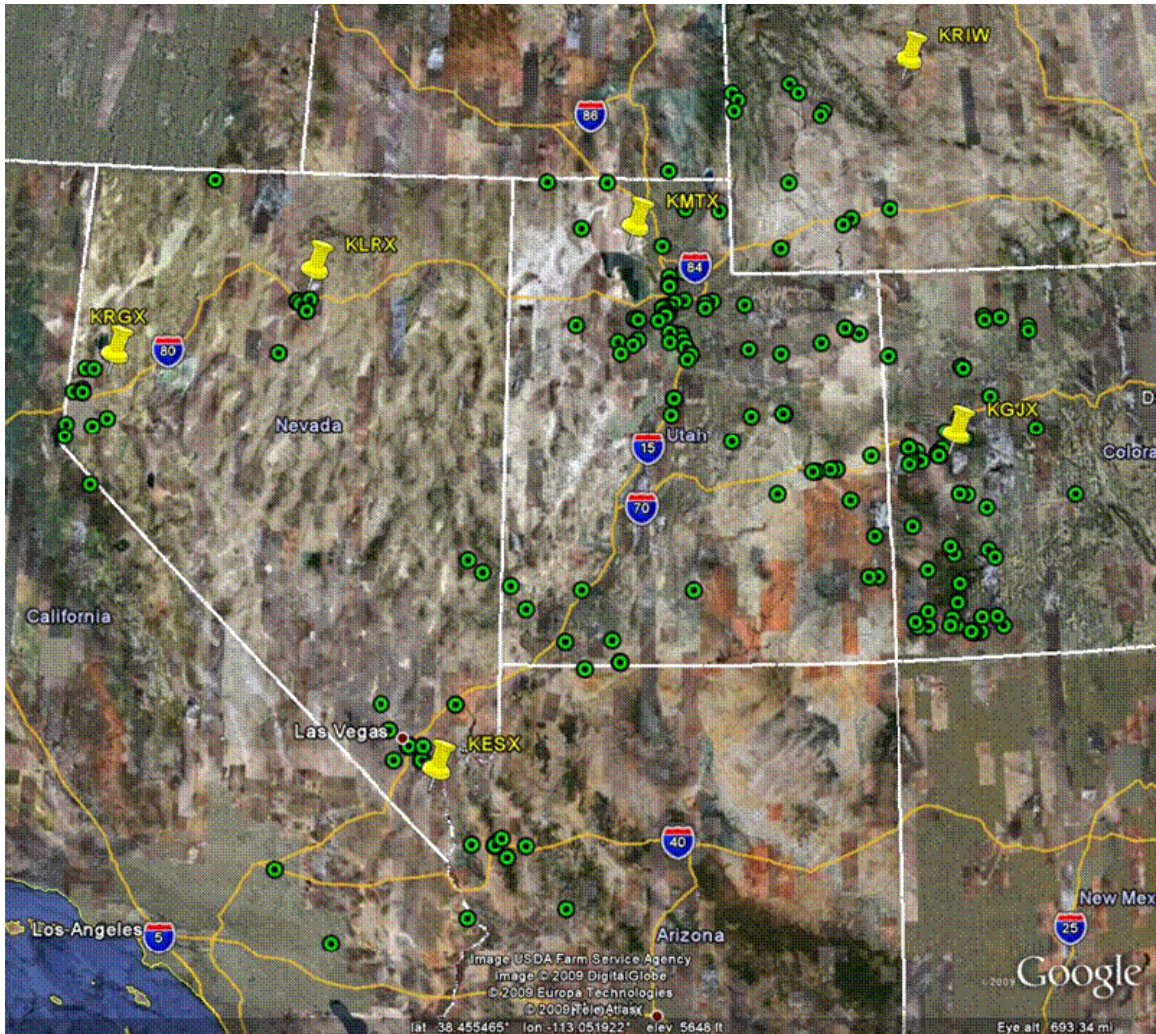 KRIW
86
KMTX
KLRX
84
KRGX
80
Nevada
KGJX
D
Utah
15
Colora
70
California
Las Vegas
KESX
40
New Mex
Los Angeles
5
Arizona
25
Image USDA Farm Service Agency
Image © 2009 DigitalGlobe
© 2009 Europa Technologies
© 2009 Tele Atlas
© 2009 Google
lat 38.455465° lon -113.051922° elev 5648 ft
Eye alt 693.34 mi